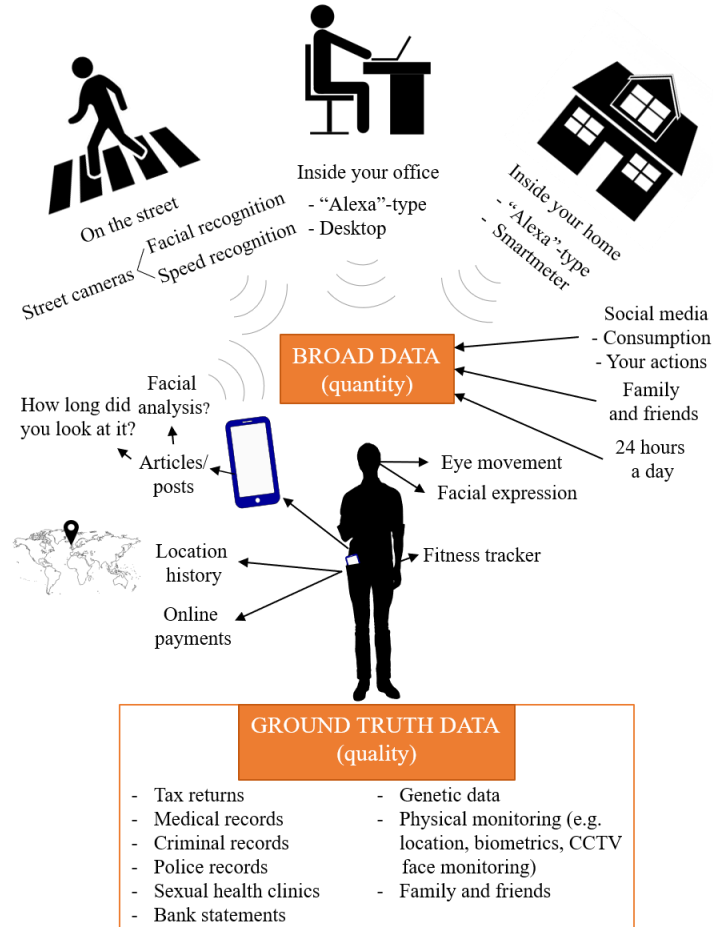 On the street
Street cameras
Facial recognition
Speed recognition
Inside your office
- “Alexa”-type
- Desktop
Inside your home
- “Alexa”-type
- Smartmeter
BROAD DATA
(quantity)
Social media
- Consumption
- Your actions
Family
and friends
24 hours
a day
Facial
analysis?
How long did
you look at it?
Articles/
posts
Eye movement
Facial expression
Fitness tracker
Location
history
Online
payments
GROUND TRUTH DATA
(quality)
- Tax returns
- Medical records
- Criminal records
- Police records
- Sexual health clinics
- Bank statements
- Genetic data
- Physical monitoring (e.g.
location, biometrics, CCTV
face monitoring)
- Family and friends